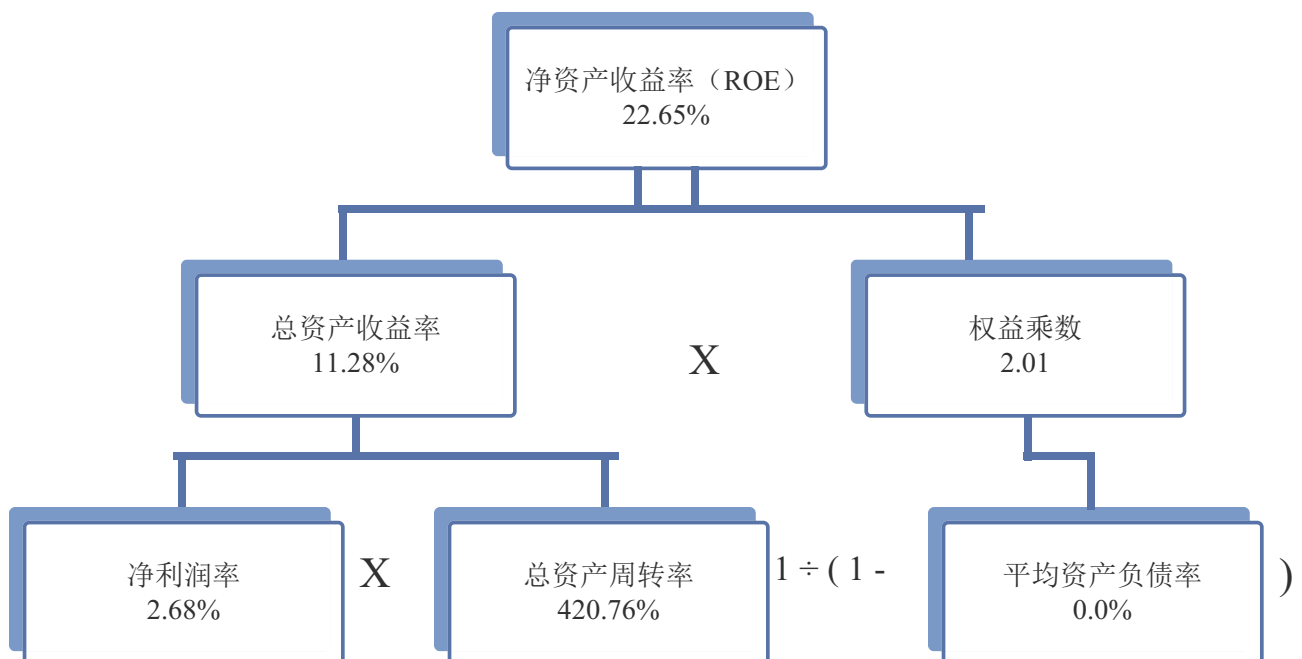 净资产收益率（ROE）
22.65%
总资产收益率
11.28%
X
权益乘数
2.01
净利润率
2.68%
X
总资产周转率
420.76%
1 ÷ ( 1 -
平均资产负债率
0.0%
)